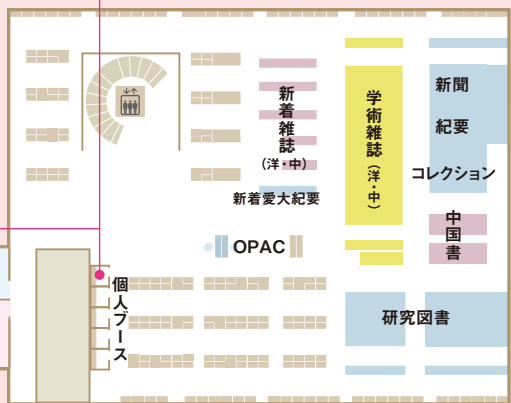 新着雑誌
(洋・中)
新着愛大紀要
学術雑誌(洋・中)
新聞
紀要
コレクション
中国書
OPAC
個人ブース
研究図書